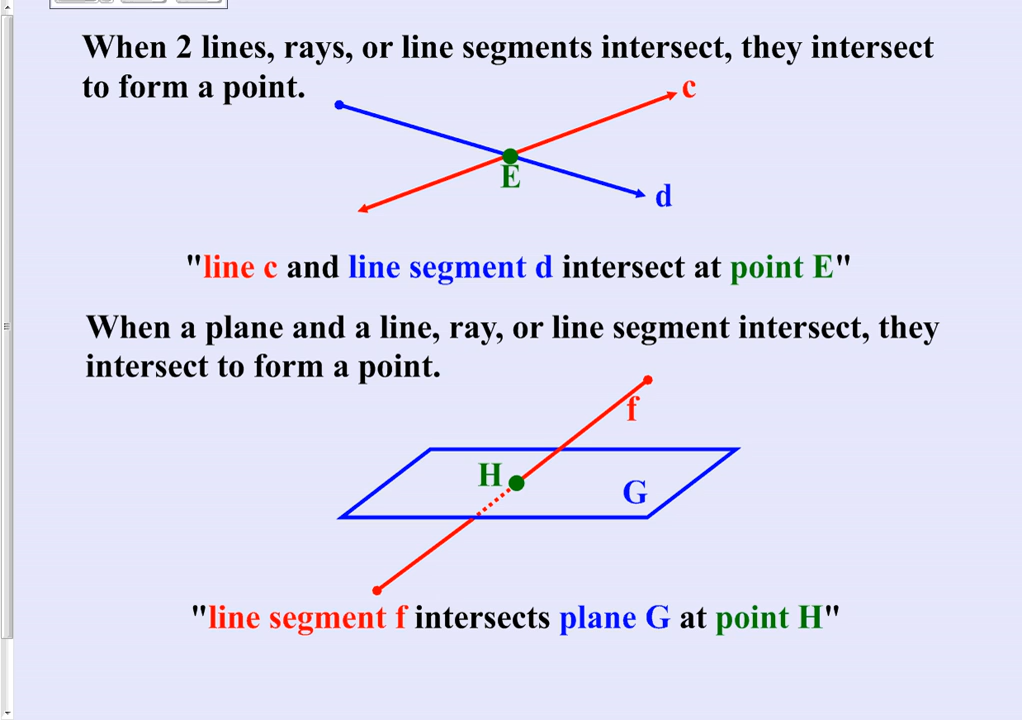 When 2 lines, rays, or line segments intersect, they intersect
to form a point.
c
E
d
"line c and line segment d intersect at point E"
When a plane and a line, ray, or line segment intersect, they
intersect to form a point.
f
H
G
"line segment f intersects plane G at point H"